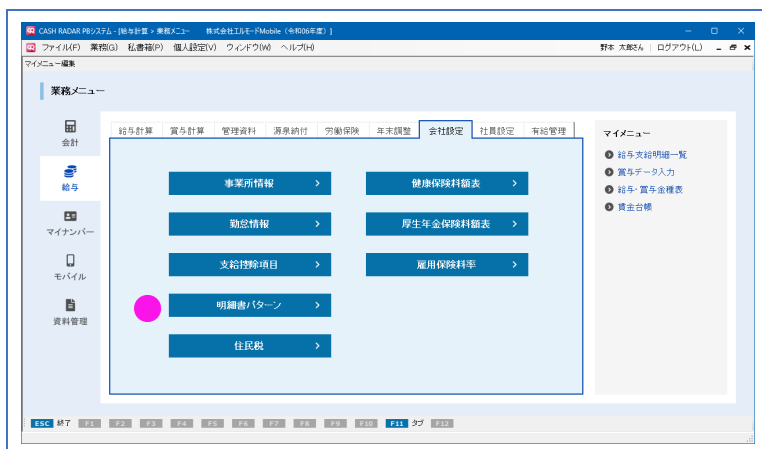 CASH RADAR PBシステム - [給与計算 > 業務メニュー 株式会社エルモードMobile（令和06年度）]
ファイル(F) 業務(G) 私書箱(P) 個人設定(V) ウィンドウ(W) ヘルプ(H) 野本 太郎さん ログアウト(L)
マイメニュー編集
業務メニュー
給与計算 賞与計算 管理資料 源泉納付 労働保険 年末調整 会社設定 社員設定 有給管理
会計
給与
マイナンバー
モバイル
資料管理
事業所情報
健康保険料額表
勤怠情報
厚生年金保険料額表
支給控除項目
雇用保険料率
明細書パターン
住民税
マイメニュー
給与支給明細一覧
賞与データ入力
給与・賞与金種表
賃金台帳
ESC 終了 F1 F2 F3 F4 F5 F6 F7 F8 F9 F10 F11 タブ F12